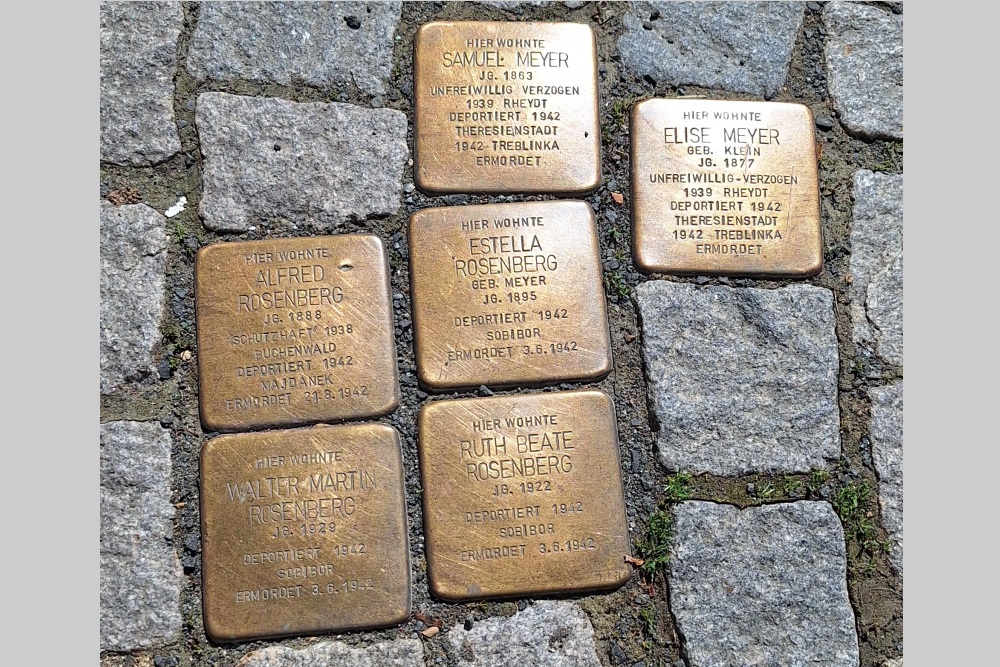 HIER WOHNTE
SAMUEL MEYER
JG. 1863
UNFREIWILLIG VERZOGEN
1939 RHEYDT
DEPORTIERT 1942
THERESIENSTADT
1942 TREBLINKA
ERMORDET
HIER WOHNTE
ELISE MEYER
GEB. KLEIN
JG. 1877
UNFREIWILLIG-VERZOGEN
1939 RHEYDT
DEPORTIERT 1942
THERESIENSTADT
1942 TREBLINKA
ERMORDET
HIER WOHNTE
ALFRED
ROSENBERG
JG. 1888
'SCHUTZHAFT' 1938
BUCHENWALD
DEPORTIERT 1942
MAJDANEK
ERMORDET 21.8.1942
HIER WOHNTE
ESTELLA
ROSENBERG
GEB. MEYER
JG. 1895
DEPORTIERT 1942
SOBIBOR
ERMORDET 3.6.1942
HIER WOHNTE
WALTER MARTIN
ROSENBERG
JG. 1929
DEPORTIERT 1942
SOBIBOR
ERMORDET 3.6.1942
HIER WOHNTE
RUTH BEATE
ROSENBERG
JG. 1922
DEPORTIERT 1942
SOBIBOR
ERMORDET 3.6.1942